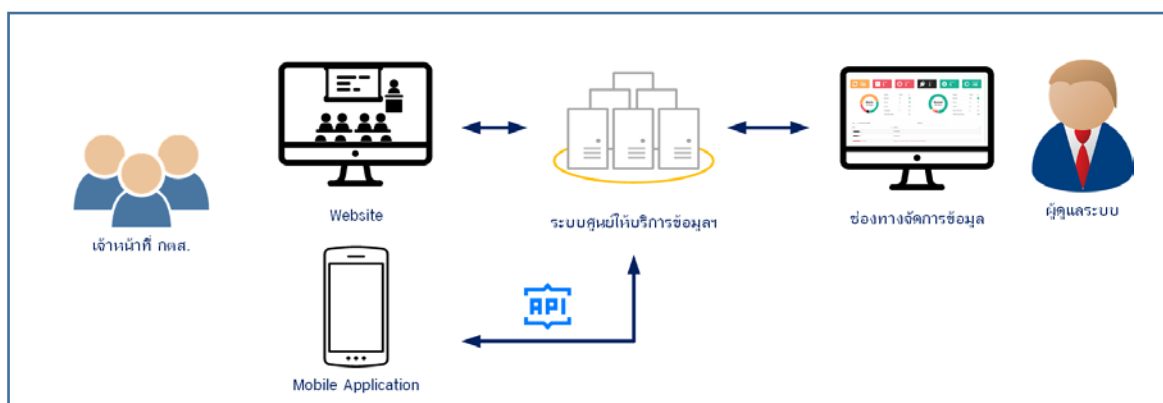 Website
เจ้าหน้าที่ กตส.
ระบบศูนย์ให้บริการข้อมูลฯ
ช่องทางจัดการข้อมูล
ผู้ดูแลระบบ
API
Mobile Application